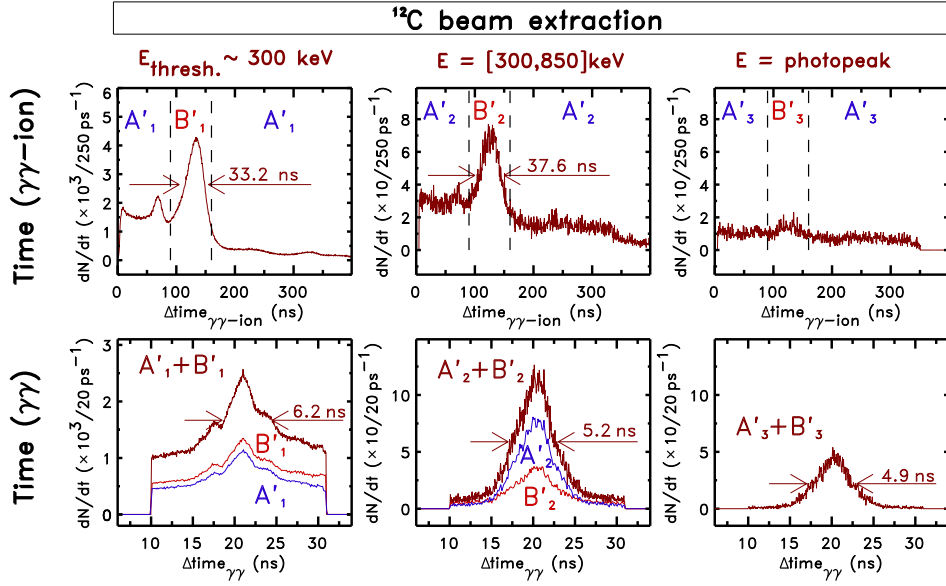 ¹²C beam extraction
E_thresh. ~ 300 keV
E = [300,850]keV
E = photopeak
Time (γγ−ion)
dN/dt (×10³/250 ps⁻¹)
6
5
4
3
2
1
0
A'₁ B'₁ A'₁
33.2 ns
0 100 200 300
Δtime_γγ−ion (ns)
dN/dt (×10/250 ps⁻¹)
8
6
4
2
0
A'₂ B'₂ A'₂
37.6 ns
0 100 200 300
Δtime_γγ−ion (ns)
dN/dt (×10/250 ps⁻¹)
8
6
4
2
0
A'₃ B'₃ A'₃
0 100 200 300
Δtime_γγ−ion (ns)
Time (γγ)
dN/dt (×10³/20 ps⁻¹)
3
2
1
0
A'₁+B'₁
6.2 ns
B'₁
A'₁
10 15 20 25 30
Δtime_γγ (ns)
dN/dt (×10/20 ps⁻¹)
10
5
0
A'₂+B'₂
5.2 ns
A'₂
B'₂
10 15 20 25 30
Δtime_γγ (ns)
dN/dt (×10/20 ps⁻¹)
10
5
0
A'₃+B'₃
4.9 ns
10 15 20 25 30
Δtime_γγ (ns)